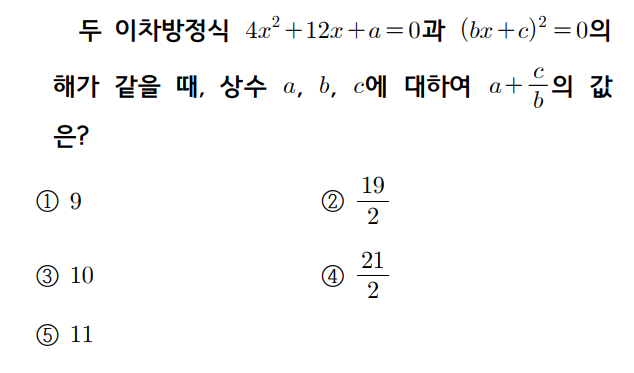 두 이차방정식 $4x^2+12x+a=0$과 $(bx+c)^2=0$의
해가 같을 때, 상수 $a$, $b$, $c$에 대하여 $a+\frac{c}{b}$의 값
은?
① 9 ② $\frac{19}{2}$
③ 10 ④ $\frac{21}{2}$
⑤ 11